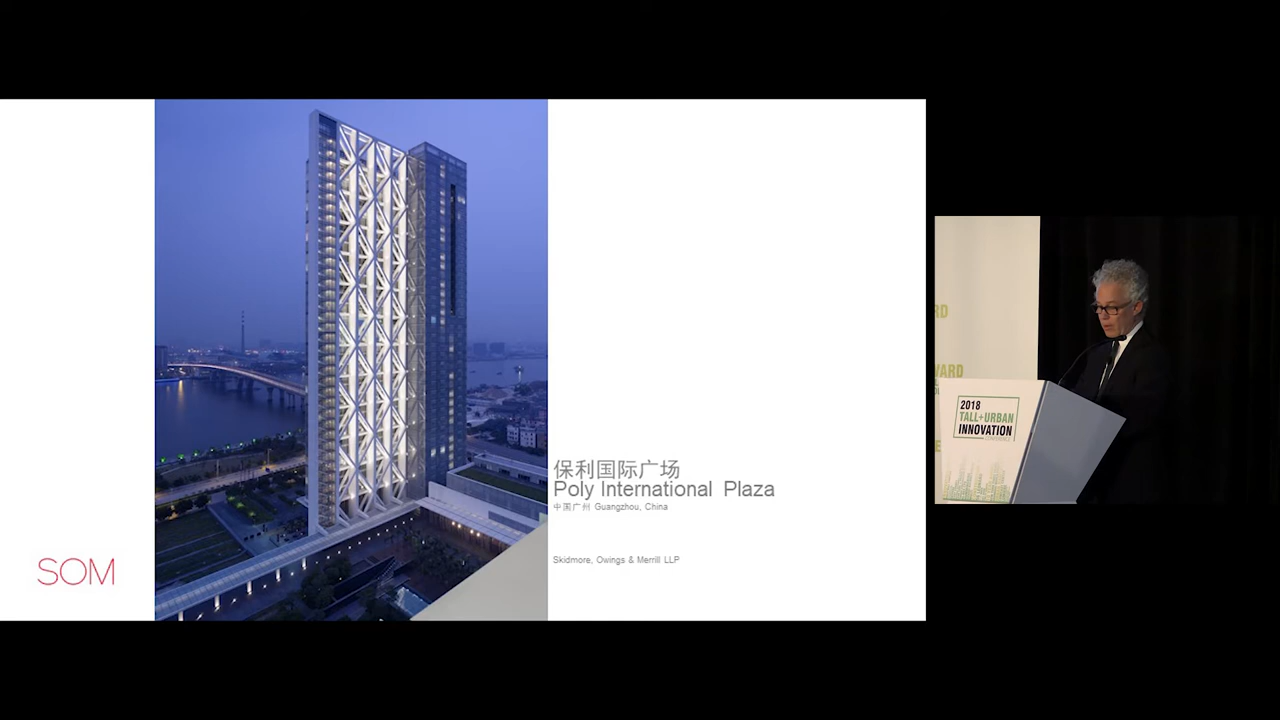 保利国际广场
Poly International Plaza
中国广州 Guangzhou, China
Skidmore, Owings & Merrill LLP
SOM
2018
TALL+URBAN
INNOVATION
CONFERENCE